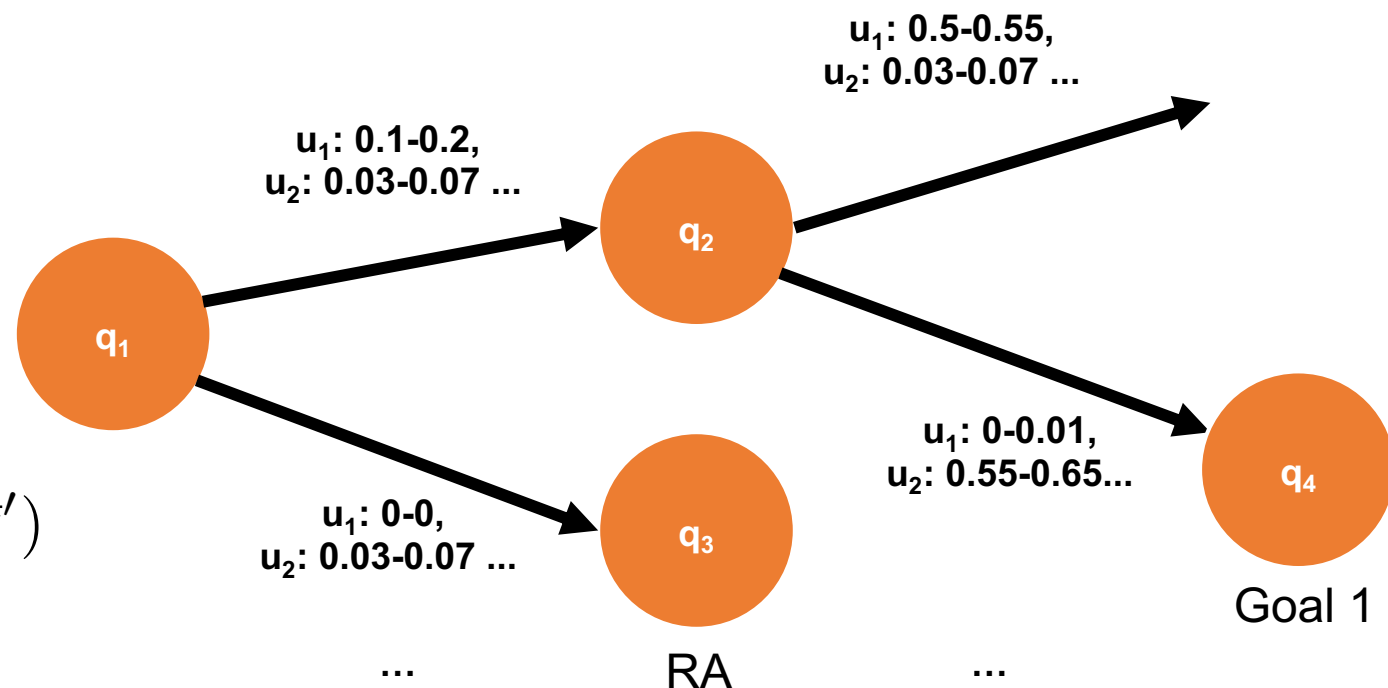 u₁: 0.5-0.55,
u₂: 0.03-0.07 ...
u₁: 0.1-0.2,
u₂: 0.03-0.07 ...
q₂
q₁
u₁: 0-0.01,
u₂: 0.55-0.65...
q₄
′)
u₁: 0-0,
u₂: 0.03-0.07 ...
q₃
Goal 1
...
RA
...